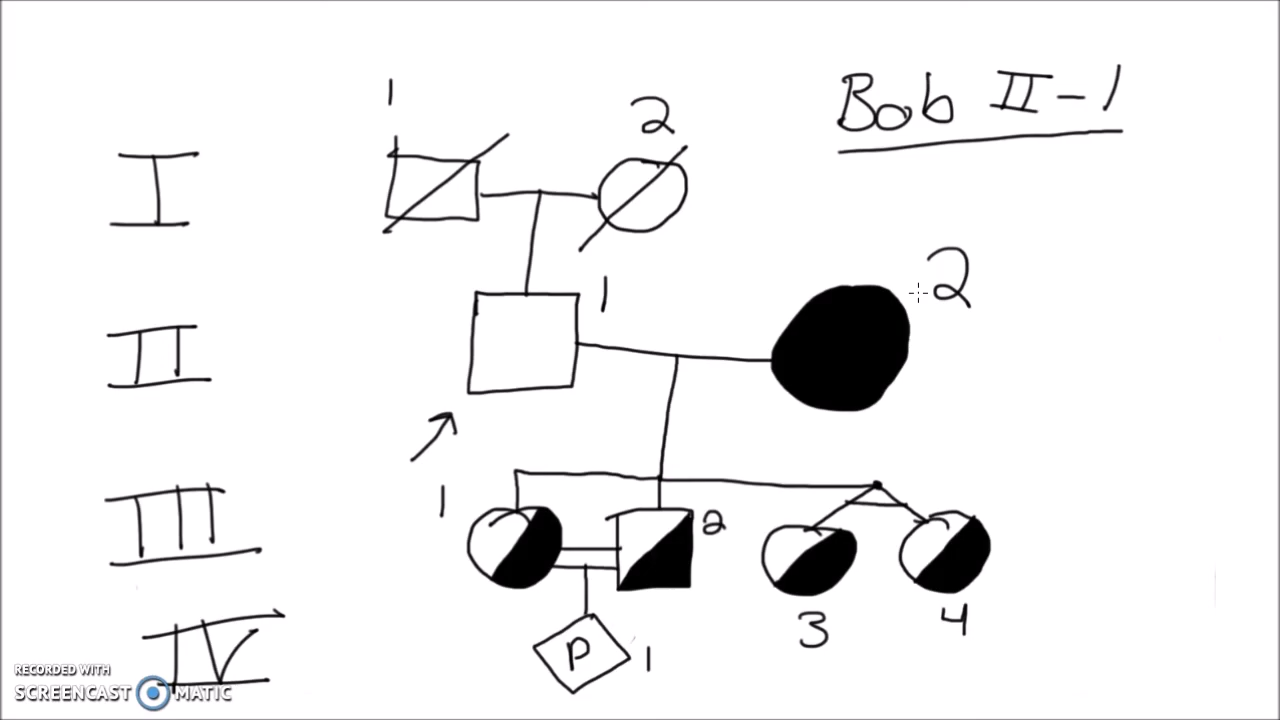 Bob II-1
1
2
I
1
2
II
1
2
III
3
4
P
1
IV
RECORDED WITH
SCREENCAST MATIC